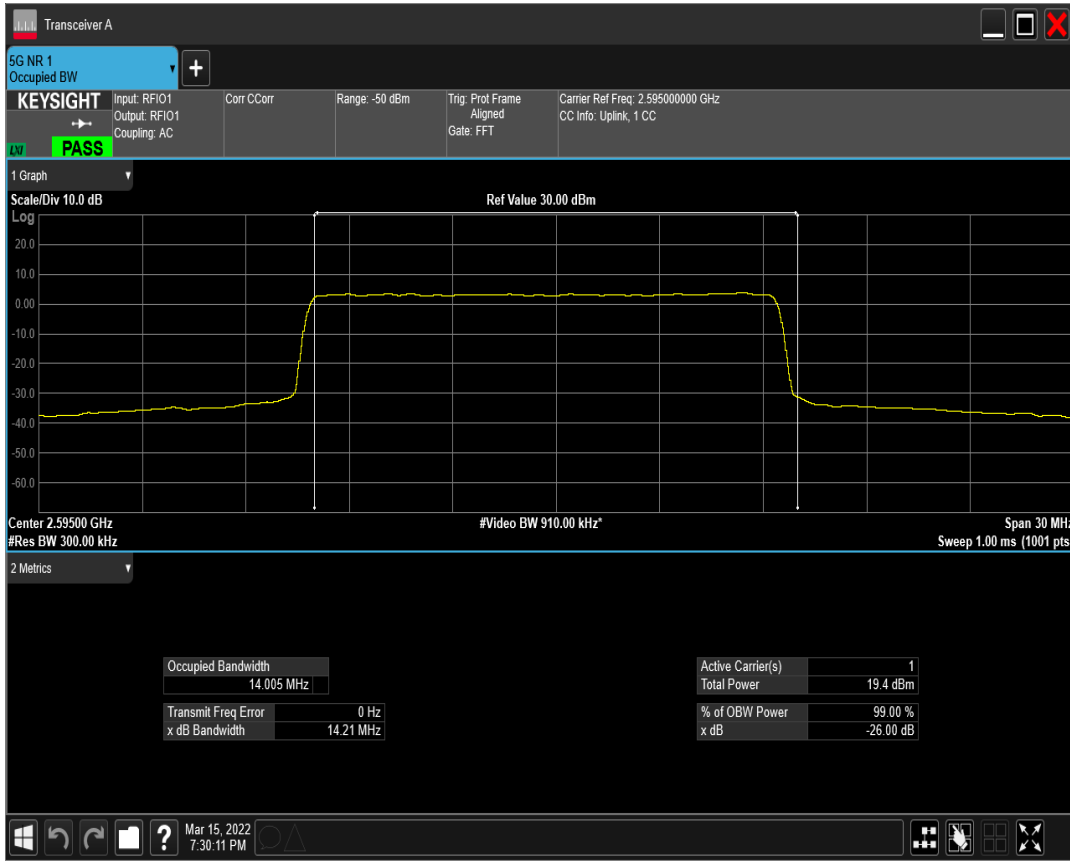 Transceiver A
5G NR 1
Occupied BW
KEYSIGHT
LXI
PASS
Input: RFIO1
Output: RFIO1
Coupling: AC
Corr CCorr
Range: -50 dBm
Trig: Prot Frame
Aligned
Gate: FFT
Carrier Ref Freq: 2.595000000 GHz
CC Info: Uplink, 1 CC
1 Graph
Scale/Div 10.0 dB
Ref Value 30.00 dBm
Log
20.0
10.0
0.00
-10.0
-20.0
-30.0
-40.0
-50.0
-60.0
Center 2.59500 GHz
#Video BW 910.00 kHz*
Span 30 MHz
#Res BW 300.00 kHz
Sweep 1.00 ms (1001 pts
2 Metrics
Occupied Bandwidth
14.005 MHz
Transmit Freq Error 0 Hz
x dB Bandwidth 14.21 MHz
Active Carrier(s) 1
Total Power 19.4 dBm
% of OBW Power 99.00 %
x dB -26.00 dB
?
Mar 15, 2022
7:30:11 PM